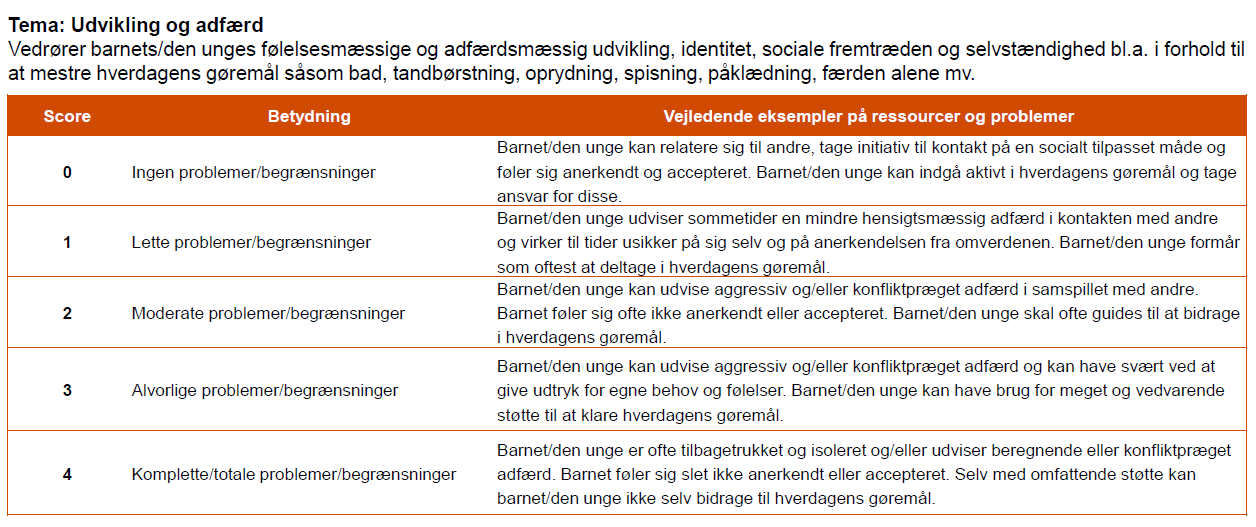 Tema: Udvikling og adfærd
Vedrører barnets/den unges følelsesmæssige og adfærdsmæssig udvikling, identitet, sociale fremtræden og selvstændighed bl.a. i forhold til
at mestre hverdagens gøremål såsom bad, tandbørstning, oprydning, spisning, påklædning, færden alene mv.
Score Betydning Vejledende eksempler på ressourcer og problemer
Barnet/den unge kan relatere sig til andre, tage initiativ til kontakt på en socialt tilpasset måde og
0 Ingen problemer/begrænsninger føler sig anerkendt og accepteret. Barnet/den unge kan indgå aktivt i hverdagens gøremål og tage
ansvar for disse.
Barnet/den unge udviser sommetider en mindre hensigtsmæssig adfærd i kontakten med andre
1 Lette problemer/begrænsninger og virker til tider usikker på sig selv og på anerkendelsen fra omverdenen. Barnet/den unge formår
som oftest at deltage i hverdagens gøremål.
Barnet/den unge kan udvise aggressiv og/eller konfliktpræget adfærd i samspillet med andre.
2 Moderate problemer/begrænsninger Barnet føler sig ofte ikke anerkendt eller accepteret. Barnet/den unge skal ofte guides til at bidrage
i hverdagens gøremål.
Barnet/den unge kan udvise aggressiv og/eller konfliktpræget adfærd og kan have svært ved at
3 Alvorlige problemer/begrænsninger give udtryk for egne behov og følelser. Barnet/den unge kan have brug for meget og vedvarende
støtte til at klare hverdagens gøremål.
Barnet/den unge er ofte tilbagetrukket og isoleret og/eller udviser beregnende eller konfliktpræget
4 Komplette/totale problemer/begrænsninger adfærd. Barnet føler sig slet ikke anerkendt eller accepteret. Selv med omfattende støtte kan
barnet/den unge ikke selv bidrage til hverdagens gøremål.